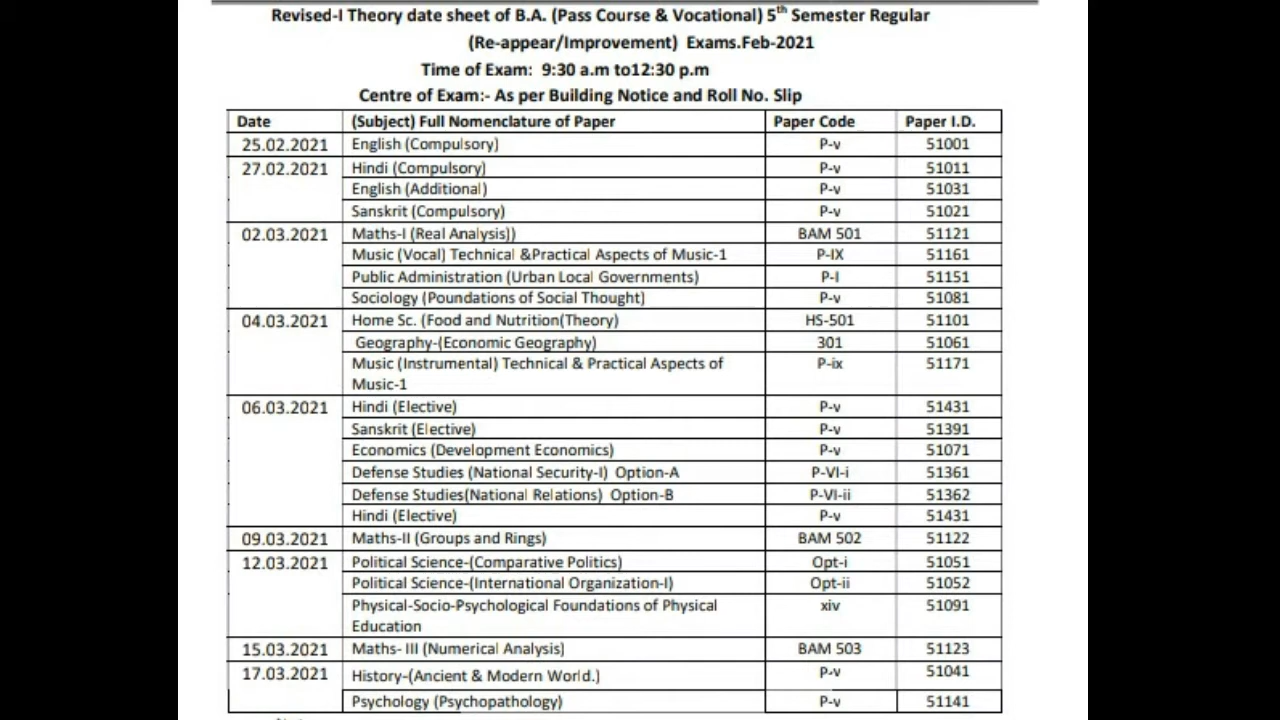 Revised-I Theory date sheet of B.A. (Pass Course & Vocational) 5th Semester Regular
(Re-appear/Improvement) Exams.Feb-2021
Time of Exam: 9:30 a.m to12:30 p.m
Centre of Exam:- As per Building Notice and Roll No. Slip
Date (Subject) Full Nomenclature of Paper Paper Code Paper I.D.
25.02.2021 English (Compulsory) P-v 51001
27.02.2021 Hindi (Compulsory) P-v 51011
English (Additional) P-v 51031
Sanskrit (Compulsory) P-v 51021
02.03.2021 Maths-I (Real Analysis)) BAM 501 51121
Music (Vocal) Technical &Practical Aspects of Music-1 P-IX 51161
Public Administration (Urban Local Governments) P-I 51151
Sociology (Poundations of Social Thought) P-v 51081
04.03.2021 Home Sc. (Food and Nutrition(Theory) HS-501 51101
Geography-(Economic Geography) 301 51061
Music (Instrumental) Technical & Practical Aspects of P-ix 51171
Music-1
06.03.2021 Hindi (Elective) P-v 51431
Sanskrit (Elective) P-v 51391
Economics (Development Economics) P-v 51071
Defense Studies (National Security-I) Option-A P-VI-i 51361
Defense Studies(National Relations) Option-B P-VI-ii 51362
Hindi (Elective) P-v 51431
09.03.2021 Maths-II (Groups and Rings) BAM 502 51122
12.03.2021 Political Science-(Comparative Politics) Opt-i 51051
Political Science-(International Organization-I) Opt-ii 51052
Physical-Socio-Psychological Foundations of Physical xiv 51091
Education
15.03.2021 Maths- III (Numerical Analysis) BAM 503 51123
17.03.2021 History-(Ancient & Modern World.) P-v 51041
Psychology (Psychopathology) P-v 51141